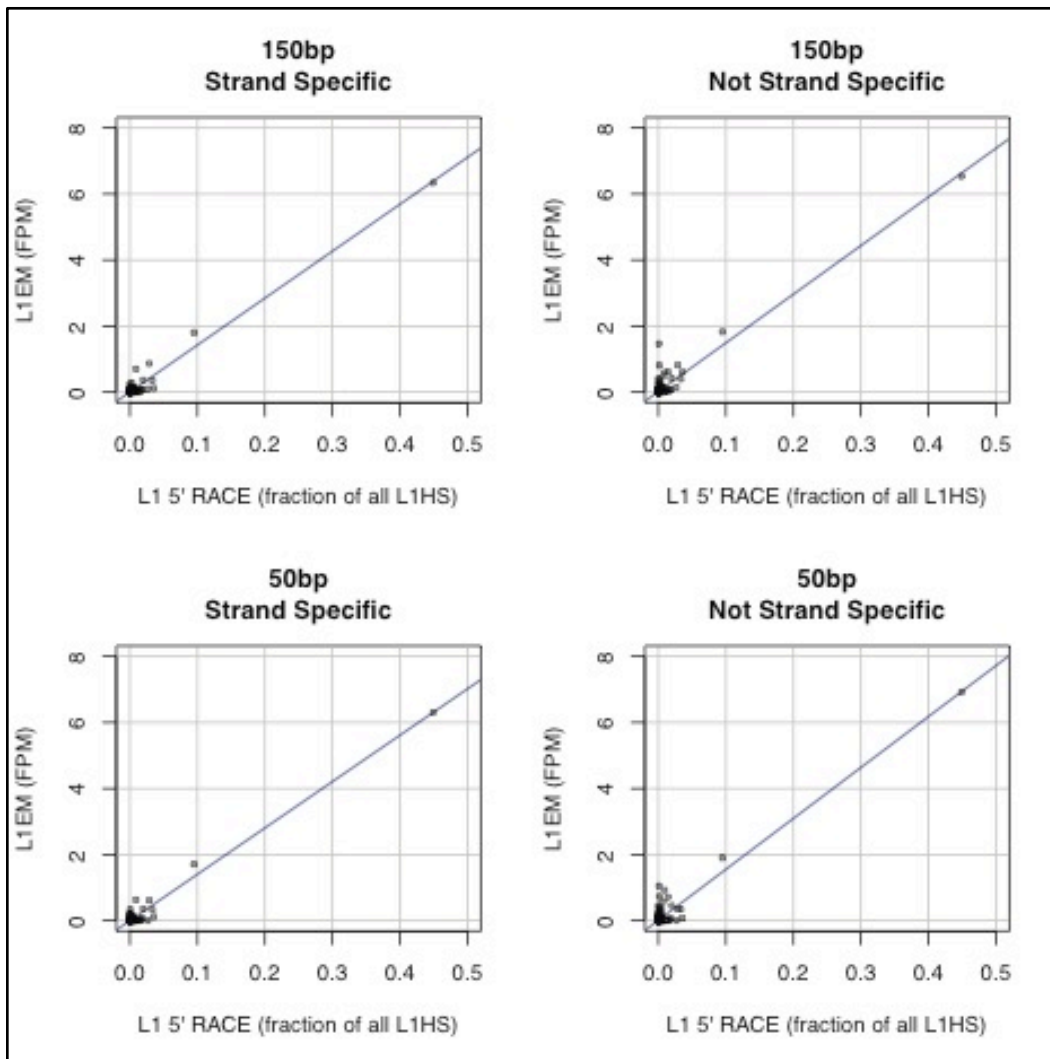 150bp
Strand Specific
8
6
4
2
0
L1EM (FPM)
0.0 0.1 0.2 0.3 0.4 0.5
L1 5' RACE (fraction of all L1HS)
150bp
Not Strand Specific
8
6
4
2
0
L1EM (FPM)
0.0 0.1 0.2 0.3 0.4 0.5
L1 5' RACE (fraction of all L1HS)
50bp
Strand Specific
8
6
4
2
0
L1EM (FPM)
0.0 0.1 0.2 0.3 0.4 0.5
L1 5' RACE (fraction of all L1HS)
50bp
Not Strand Specific
8
6
4
2
0
L1EM (FPM)
0.0 0.1 0.2 0.3 0.4 0.5
L1 5' RACE (fraction of all L1HS)